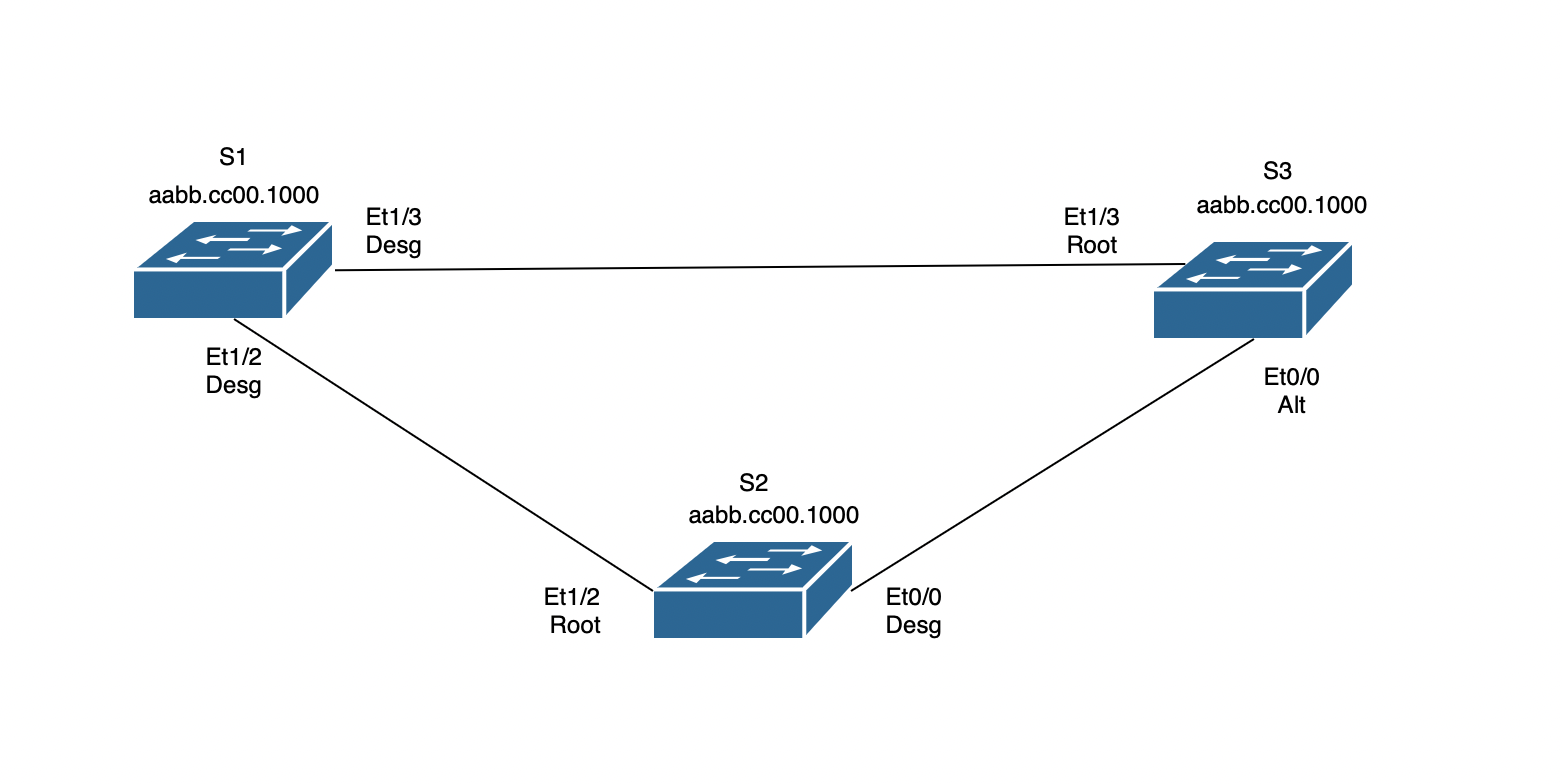 S1
aabb.cc00.1000
Et1/3
Desg
Et1/2
Desg
S3
aabb.cc00.1000
Et1/3
Root
Et0/0
Alt
S2
aabb.cc00.1000
Et1/2
Root
Et0/0
Desg